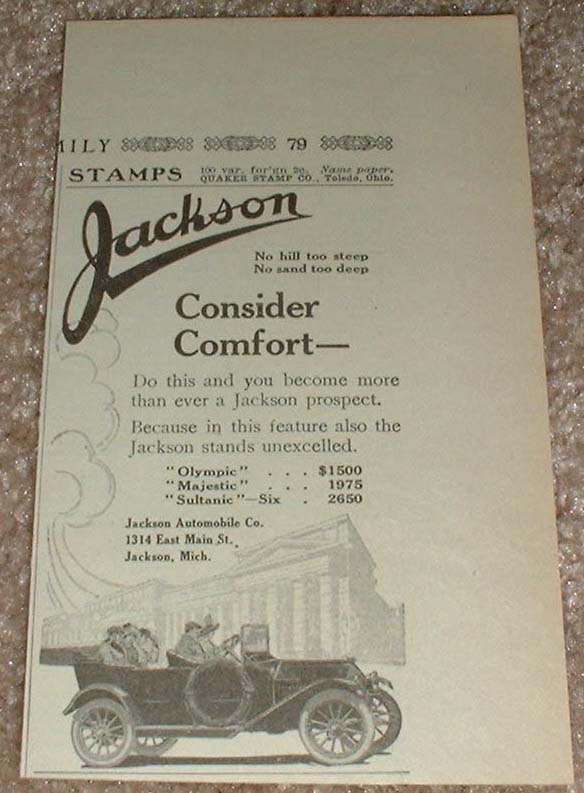 MILY 79
STAMPS 100 var. for'gn 2c. Name paper.
QUAKER STAMP CO., Toledo, Ohio.
Jackson
No hill too steep
No sand too deep
Consider
Comfort—
Do this and you become more
than ever a Jackson prospect.
Because in this feature also the
Jackson stands unexcelled.
"Olympic" . . . $1500
"Majestic" . . . 1975
"Sultanic"—Six . 2650
Jackson Automobile Co.
1314 East Main St.,
Jackson, Mich.